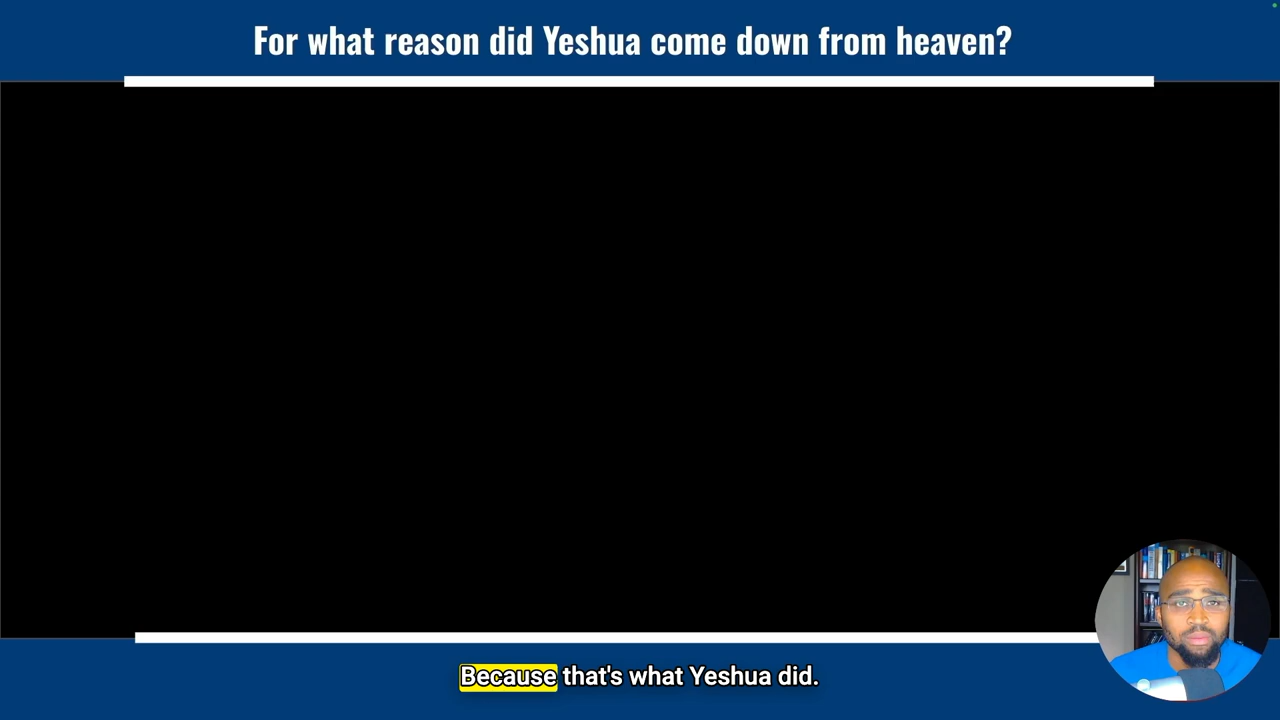 For what reason did Yeshua come down from heaven?
Because that's what Yeshua did.